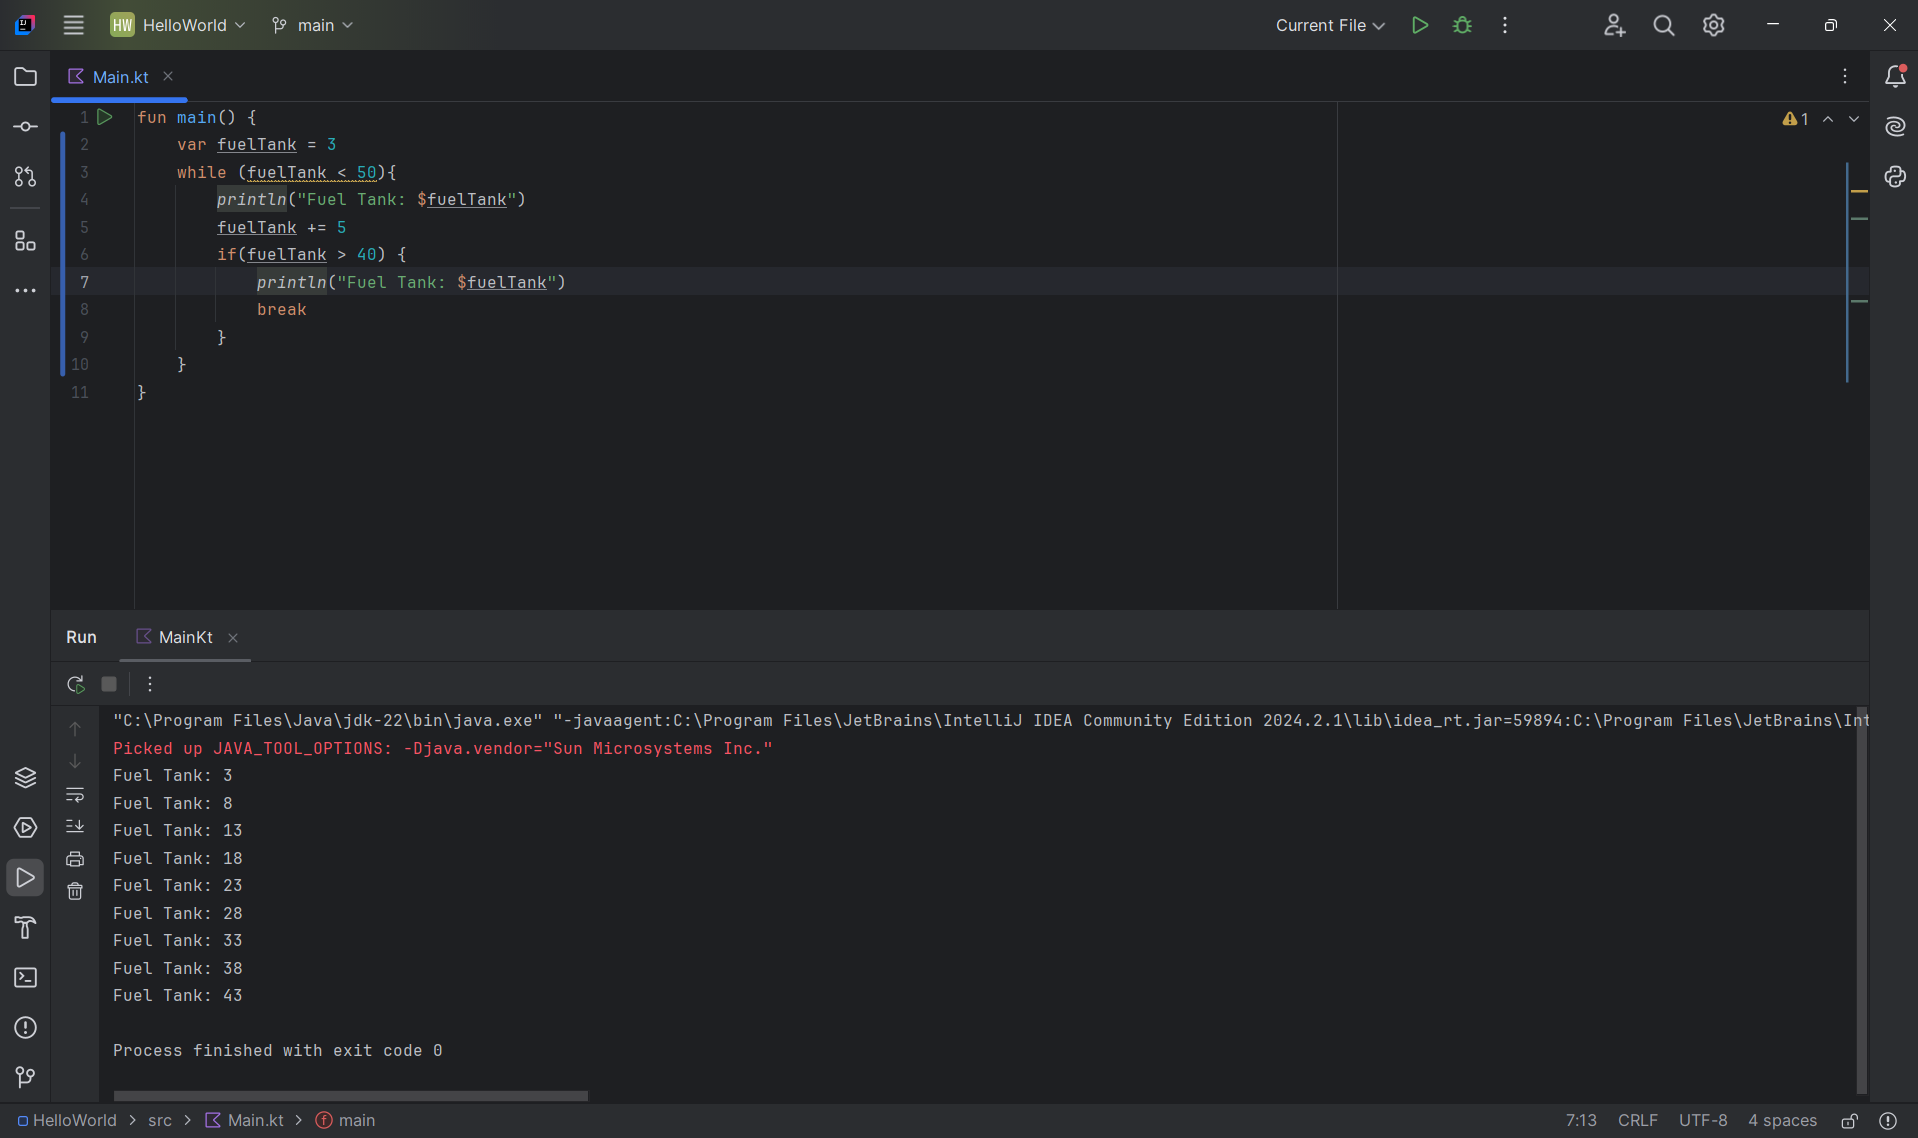 HW HelloWorld main Current File
Main.kt
1 fun main() {
2 var fuelTank = 3
3 while (fuelTank < 50){
4 println("Fuel Tank: $fuelTank")
5 fuelTank += 5
6 if(fuelTank > 40) {
7 println("Fuel Tank: $fuelTank")
8 break
9 }
10 }
11 }
1
Run MainKt
"C:\Program Files\Java\jdk-22\bin\java.exe" "-javaagent:C:\Program Files\JetBrains\IntelliJ IDEA Community Edition 2024.2.1\lib\idea_rt.jar=59894:C:\Program Files\JetBrains\Int
Picked up JAVA_TOOL_OPTIONS: -Djava.vendor="Sun Microsystems Inc."
Fuel Tank: 3
Fuel Tank: 8
Fuel Tank: 13
Fuel Tank: 18
Fuel Tank: 23
Fuel Tank: 28
Fuel Tank: 33
Fuel Tank: 38
Fuel Tank: 43
Process finished with exit code 0
HelloWorld > src > Main.kt > f main 7:13 CRLF UTF-8 4 spaces